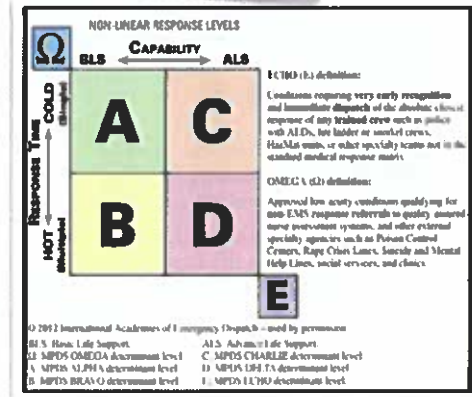 NON-LINEAR RESPONSE LEVELS
Ω
CAPABILITY
BLS ALS
RESPONSE TIME
COLD
(Single)
HOT
(Multiple)
A
C
B
D
E
ECHO (E) definition:
Conditions requiring very early recognition
and immediate dispatch of the absolute closest
response of any trained crew such as police
with AEDs, fire ladder or snorkel crews,
HazMat units, or other specialty teams not in the
standard medical response matrix
OMEGA (Ω) definition:
Approved low acuity conditions qualifying for
non-EMS response referrals to quality assured
nurse assessment systems, and other external
specialty agencies such as Poison Control
Centers, Rape Crisis Lines, Suicide and Mental
Help Lines, social services, and clinics
© 2012 International Academies of Emergency Dispatch – used by permission
BLS Basic Life Support
ALS Advance Life Support
Ω MPDS OMEGA determinant level
C MPDS CHARLIE determinant level
A MPDS ALPHA determinant level
D MPDS DELTA determinant level
B MPDS BRAVO determinant level
E MPDS ECHO determinant level